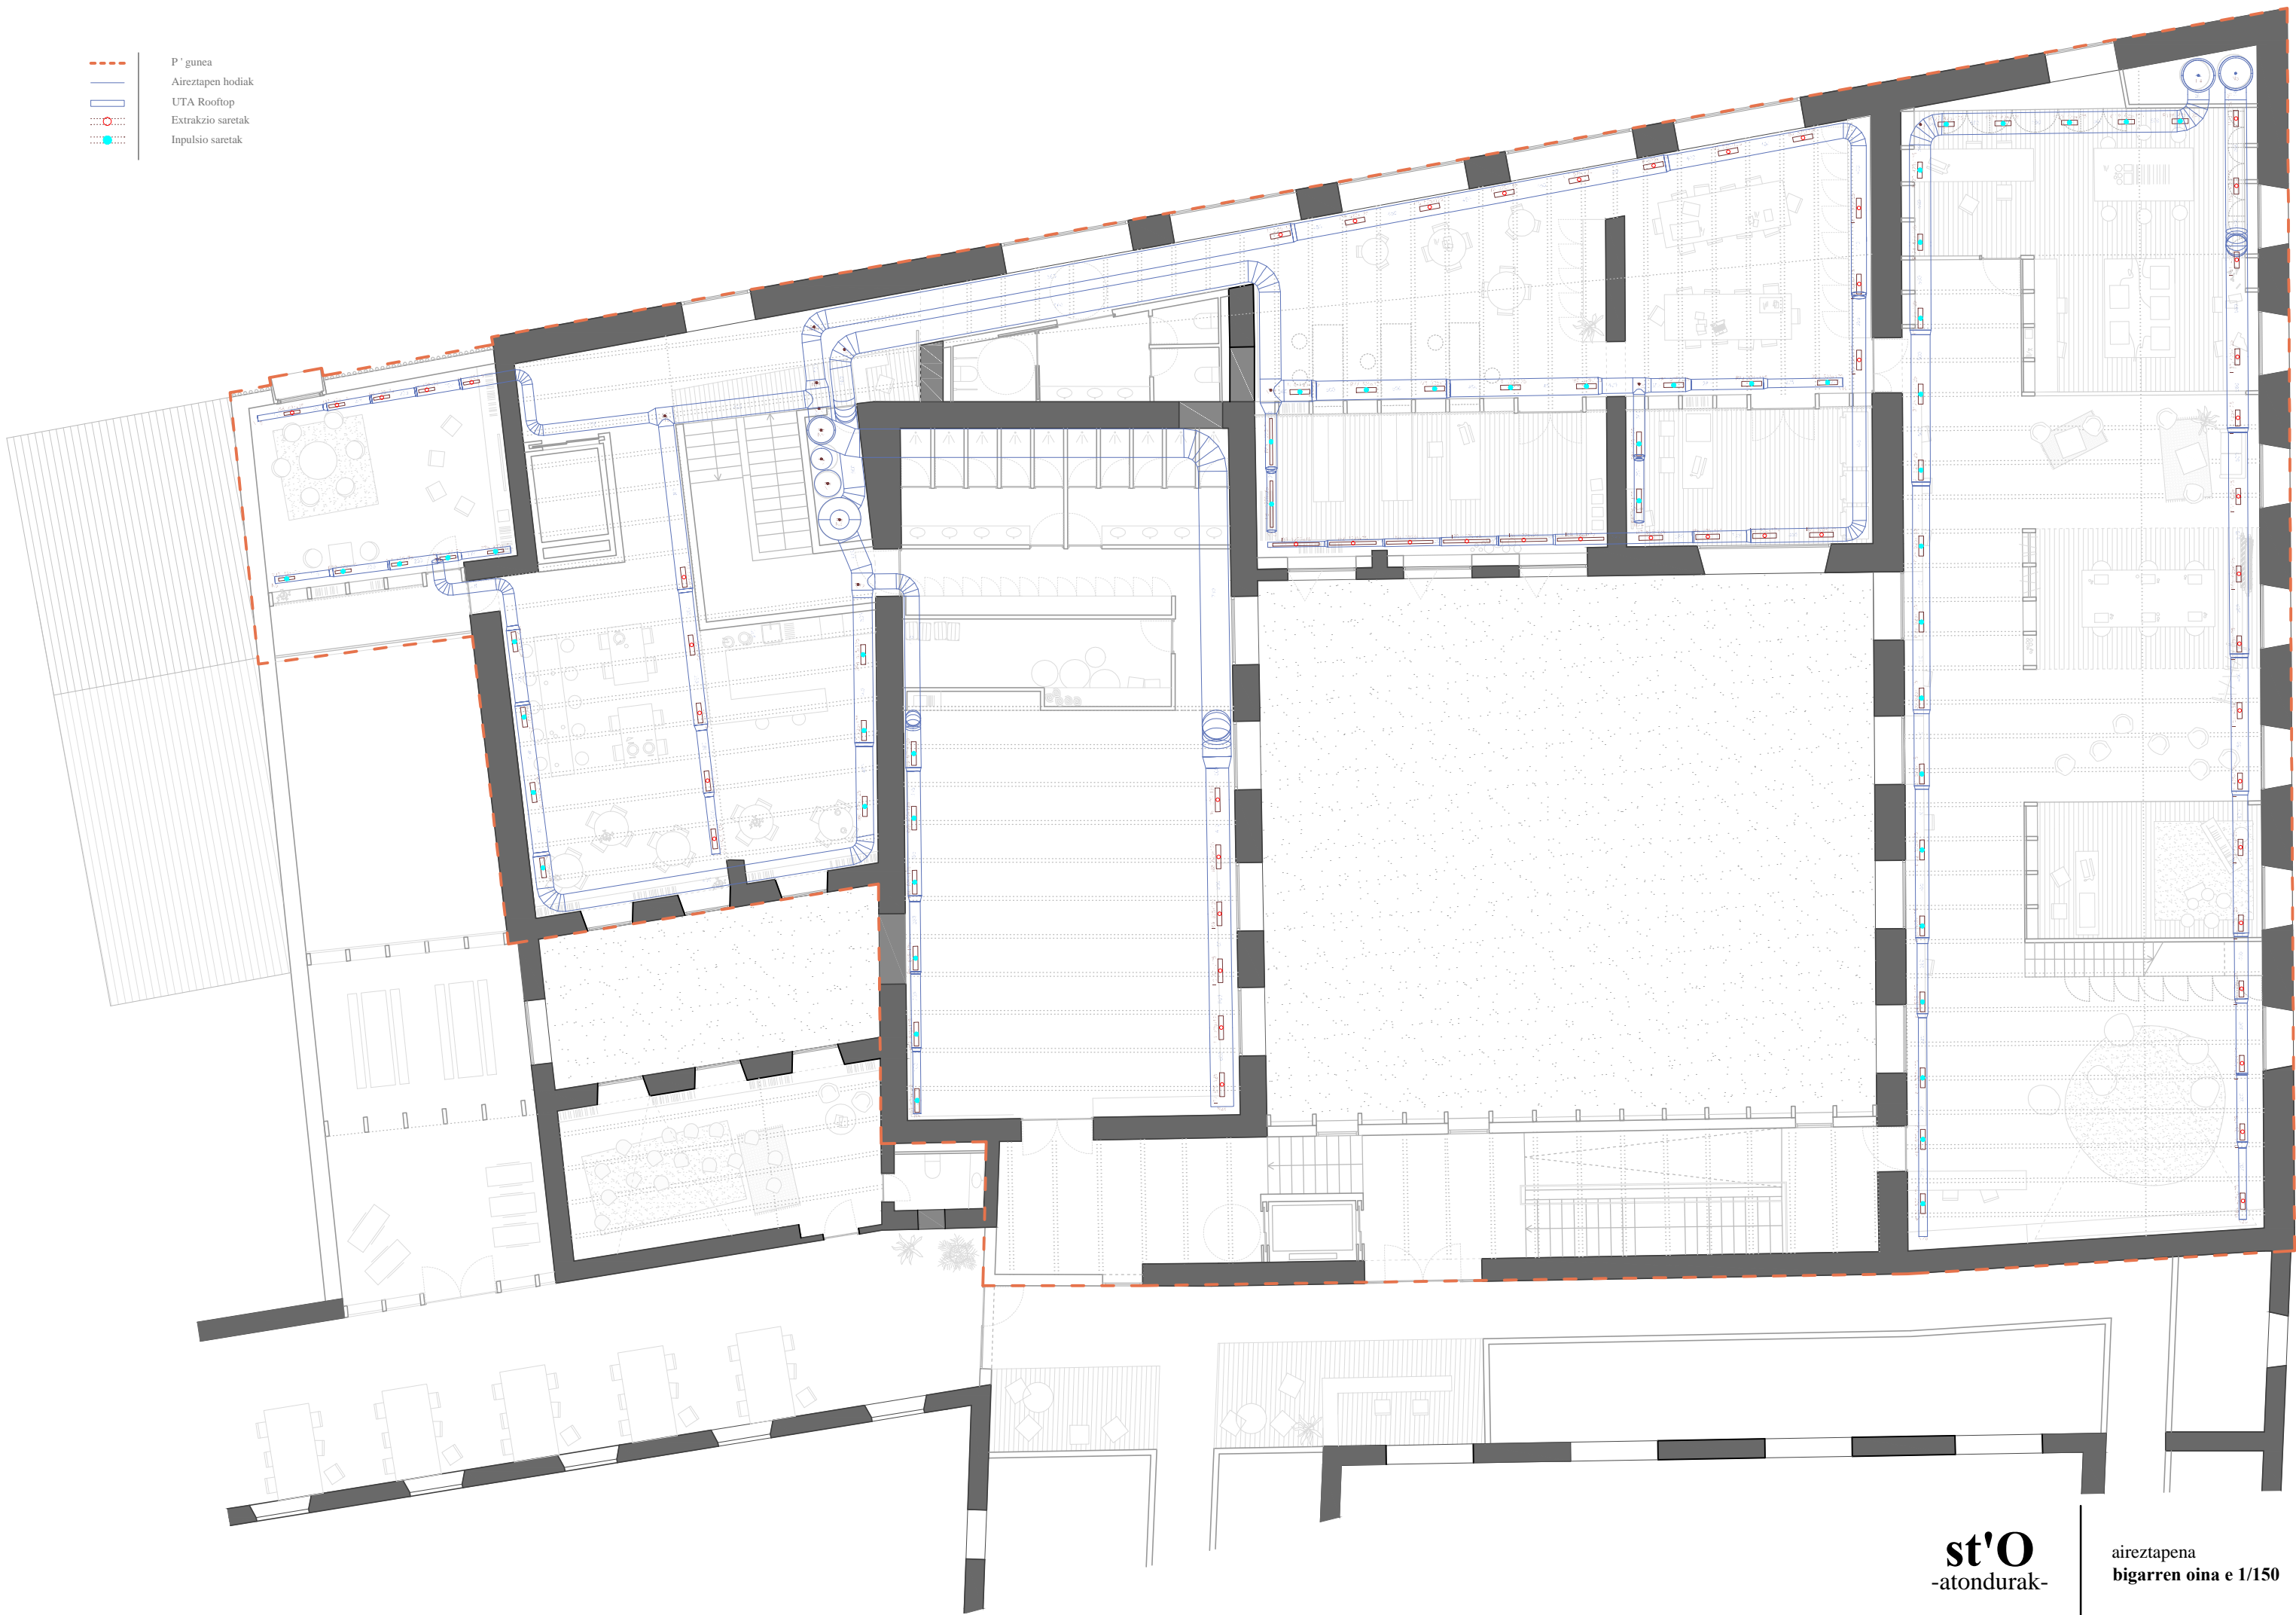 P ' gunea
Aireztapen hodiak
UTA Rooftop
Extrakzio saretak
Inpulsio saretak
st'O
-atondurak-
aireztapena
bigarren oina e 1/150